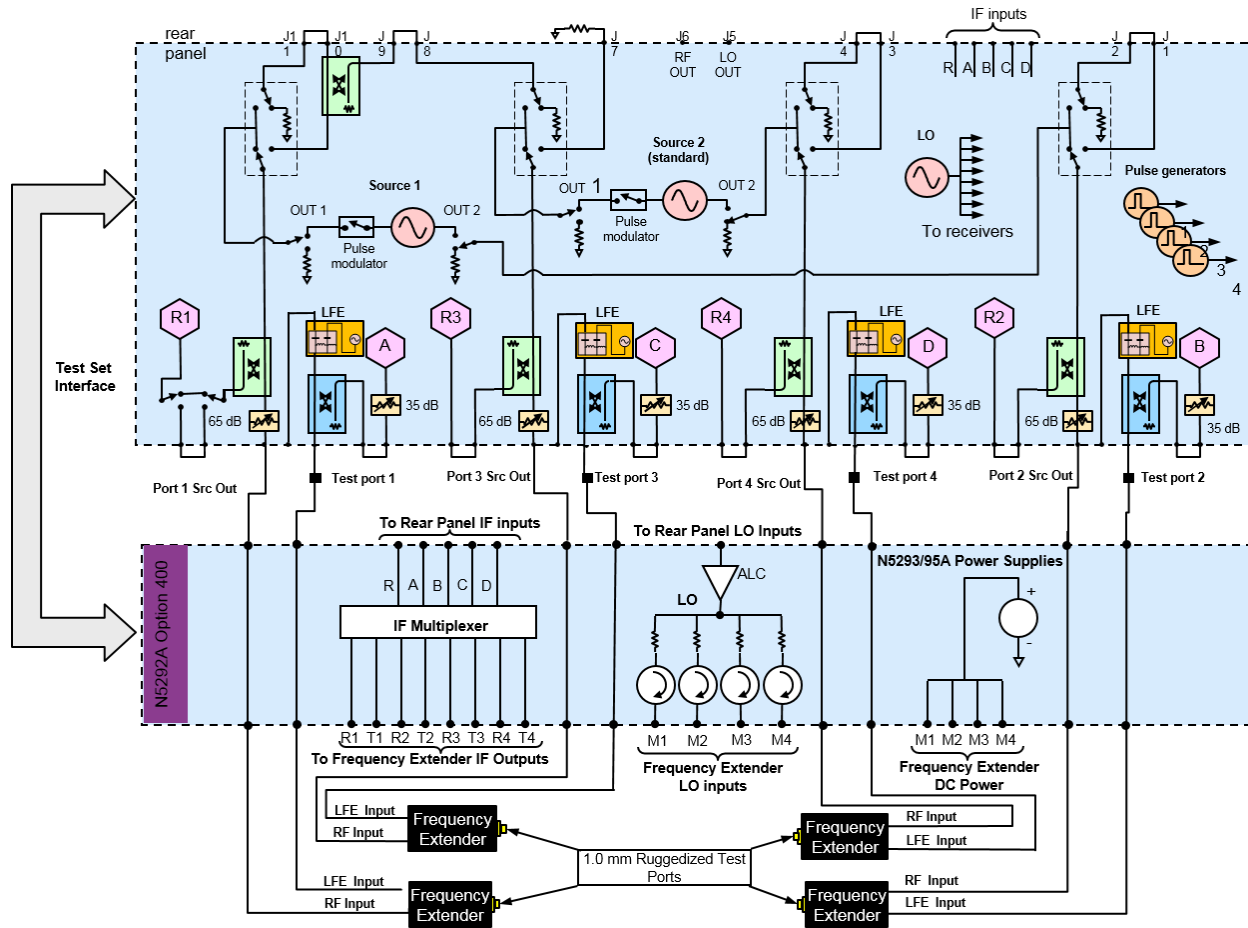 rear
panel
J1
1
J1
0
J
9
J
8
J
7
J6
RF
OUT
J5
LO
OUT
J
4
J
3
IF inputs
R A B C D
J
2
J
1
Source 1
OUT 1
OUT 2
Pulse
modulator
Source 2
(standard)
OUT 1
OUT 2
Pulse
modulator
LO
To receivers
Pulse generators
1
2
3
4
Test Set
Interface
R1
LFE
A
65 dB
35 dB
R3
LFE
C
65 dB
35 dB
R4
LFE
D
65 dB
35 dB
R2
LFE
B
65 dB
35 dB
Port 1 Src Out
Test port 1
Port 3 Src Out
Test port 3
Port 4 Src Out
Test port 4
Port 2 Src Out
Test port 2
N5292A Option 400
To Rear Panel IF inputs
R A B C D
IF Multiplexer
R1 T1 R2 T2 R3 T3 R4 T4
To Frequency Extender IF Outputs
To Rear Panel LO Inputs
ALC
LO
M1 M2 M3 M4
Frequency Extender
LO inputs
N5293/95A Power Supplies
+
-
M1 M2 M3 M4
Frequency Extender
DC Power
LFE Input
RF Input
Frequency
Extender
LFE Input
RF Input
Frequency
Extender
1.0 mm Ruggedized Test
Ports
Frequency
Extender
RF Input
LFE Input
Frequency
Extender
RF Input
LFE Input